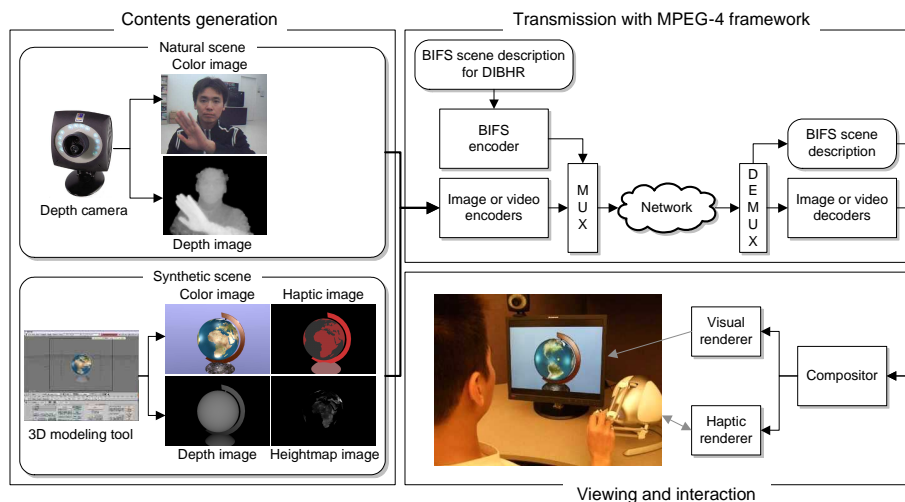 Contents generation
Natural scene
Color image
Depth camera
Depth image
Synthetic scene
Color image
Haptic image
3D modeling tool
Depth image
Heightmap image
Transmission with MPEG-4 framework
BIFS scene description
for DIBHR
BIFS
encoder
Image or video
encoders
MUX
Network
DEMUX
BIFS scene
description
Image or video
decoders
Visual
renderer
Compositor
Haptic
renderer
Viewing and interaction